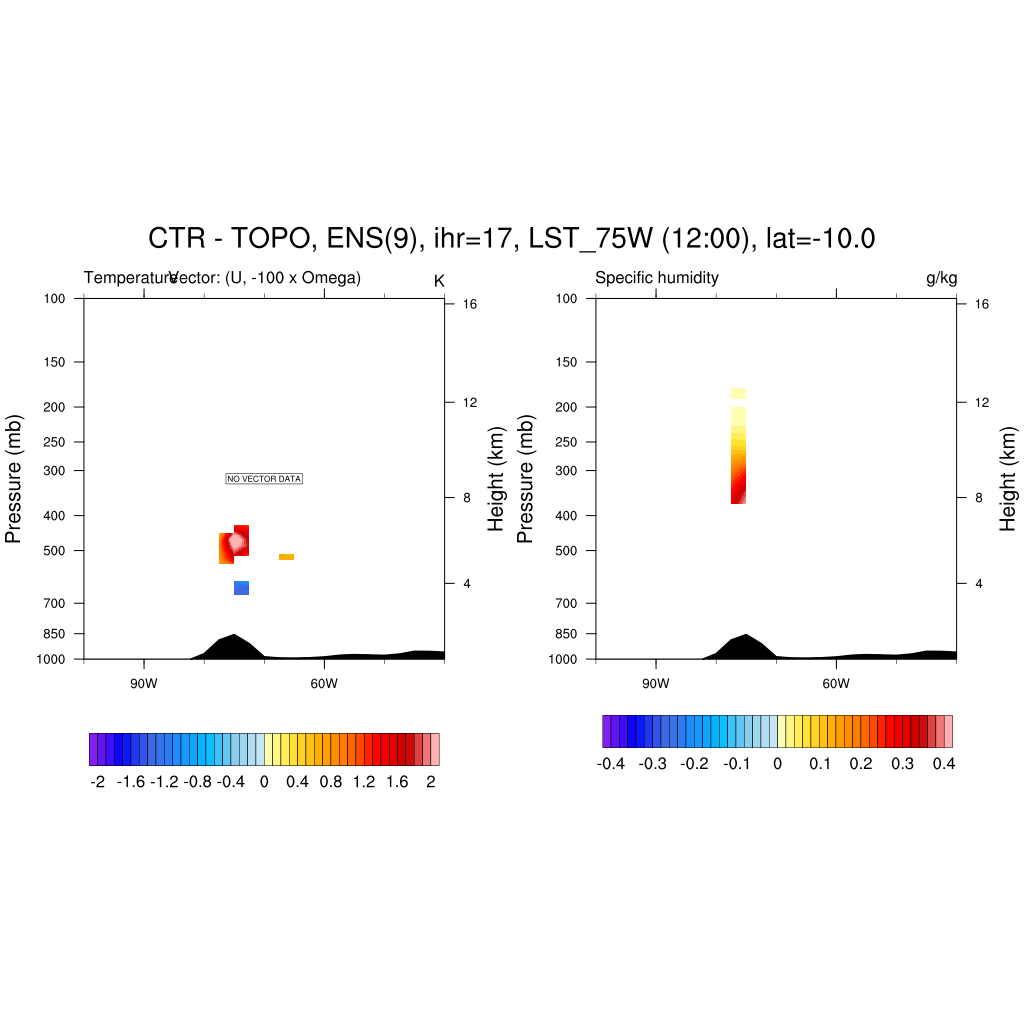 CTR - TOPO, ENS(9), ihr=17, LST_75W (12:00), lat=-10.0
Temperature Vector: (U, -100 x Omega) K
Specific humidity g/kg
Pressure (mb)
100
150
200
250
300
400
500
700
850
1000
NO VECTOR DATA
90W 60W
16
12
8
4
Height (km)
-2 -1.6 -1.2 -0.8 -0.4 0 0.4 0.8 1.2 1.6 2
Pressure (mb)
100
150
200
250
300
400
500
700
850
1000
90W 60W
16
12
8
4
Height (km)
-0.4 -0.3 -0.2 -0.1 0 0.1 0.2 0.3 0.4